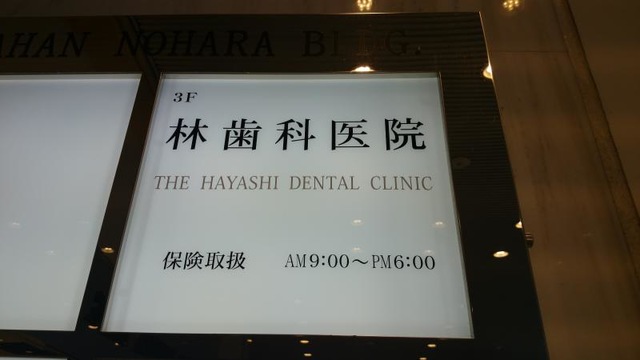 AHAN NOHARA BLDG.
3F
林歯科医院
THE HAYASHI DENTAL CLINIC
保険取扱 AM9:00〜PM6:00